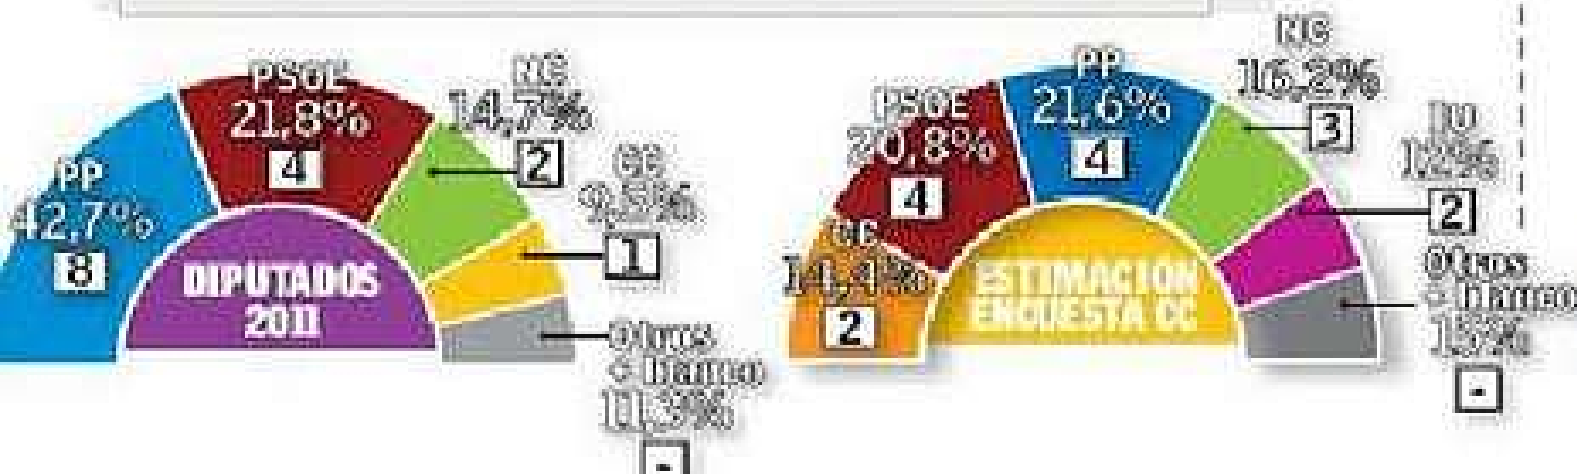 PSOE
21,8%
4
NC
14,7%
2
PP
42,7%
8
CC
9,5%
1
DIPUTADOS
2011
Otros
+ blanco
11,3%
-
PSOE
20,8%
4
PP
21,6%
4
NC
16,2%
3
IU
12%
2
CC
14,4%
2
ESTIMACIÓN
ENCUESTA CC
Otros
+ blanco
15%
-